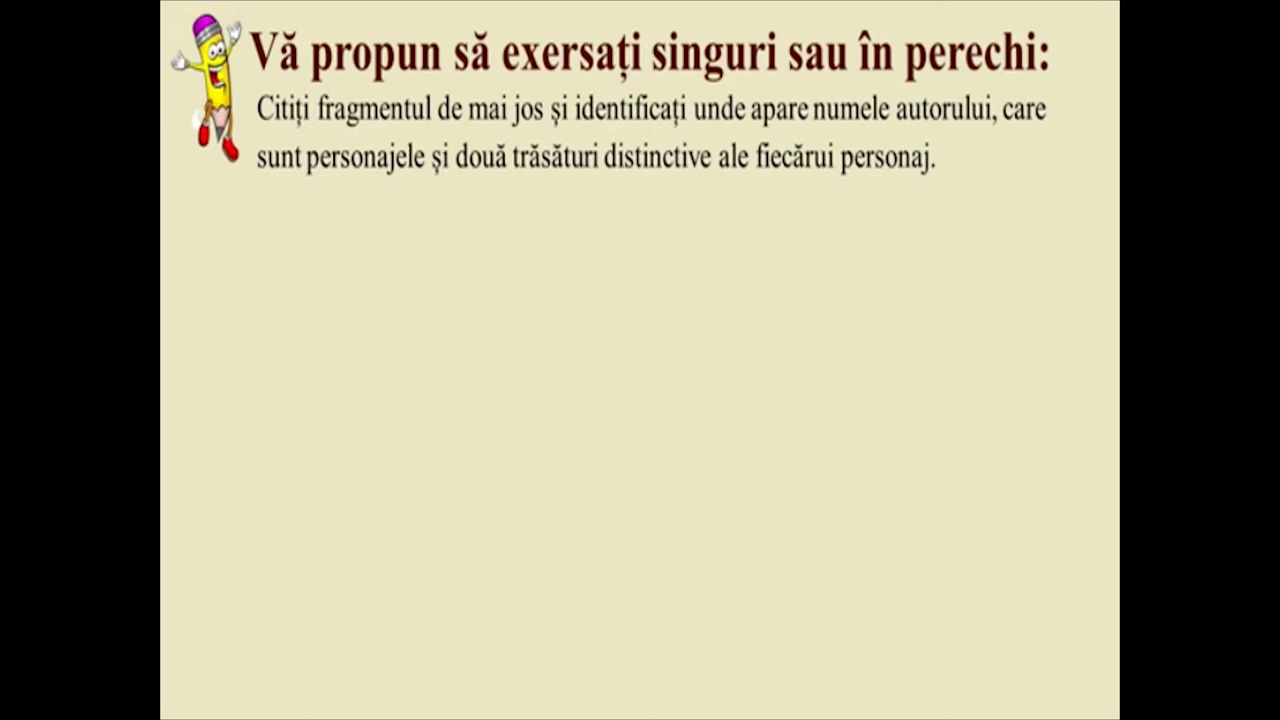 Vă propun să exersați singuri sau în perechi:
Citiți fragmentul de mai jos și identificați unde apare numele autorului, care
sunt personajele și două trăsături distinctive ale fiecărui personaj.